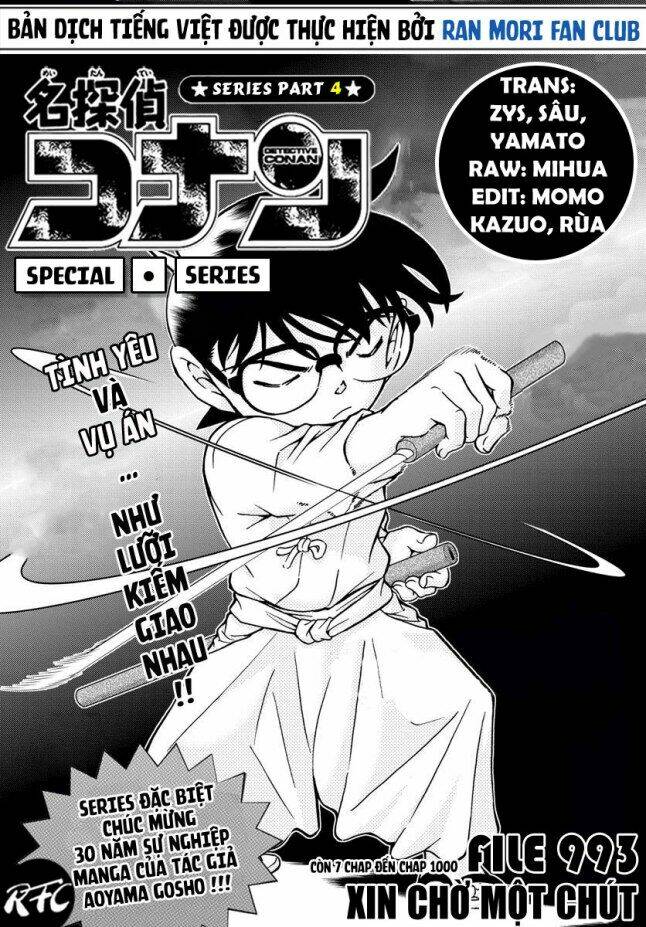 BẢN DỊCH TIẾNG VIỆT ĐƯỢC THỰC HIỆN BỞI RAN MORI FAN CLUB
★ SERIES PART 4 ★
名探偵
コナン
DETECTIVE
CONAN
SPECIAL • SERIES
TRANS:
ZYS, SÂU,
YAMATO
RAW: MIHUA
EDIT: MOMO
KAZUO, RÙA
TÌNH YÊU
VÀ
VỤ ÁN
...
NHƯ
LƯỠI
KIẾM
GIAO
NHAU
!!
SERIES ĐẶC BIỆT
CHÚC MỪNG
30 NĂM SỰ NGHIỆP
MANGA CỦA TÁC GIẢ
AOYAMA GOSHO !!!
RFC
CÒN 7 CHAP ĐẾN CHAP 1000
FILE 993
XIN CHỜ MỘT CHÚT